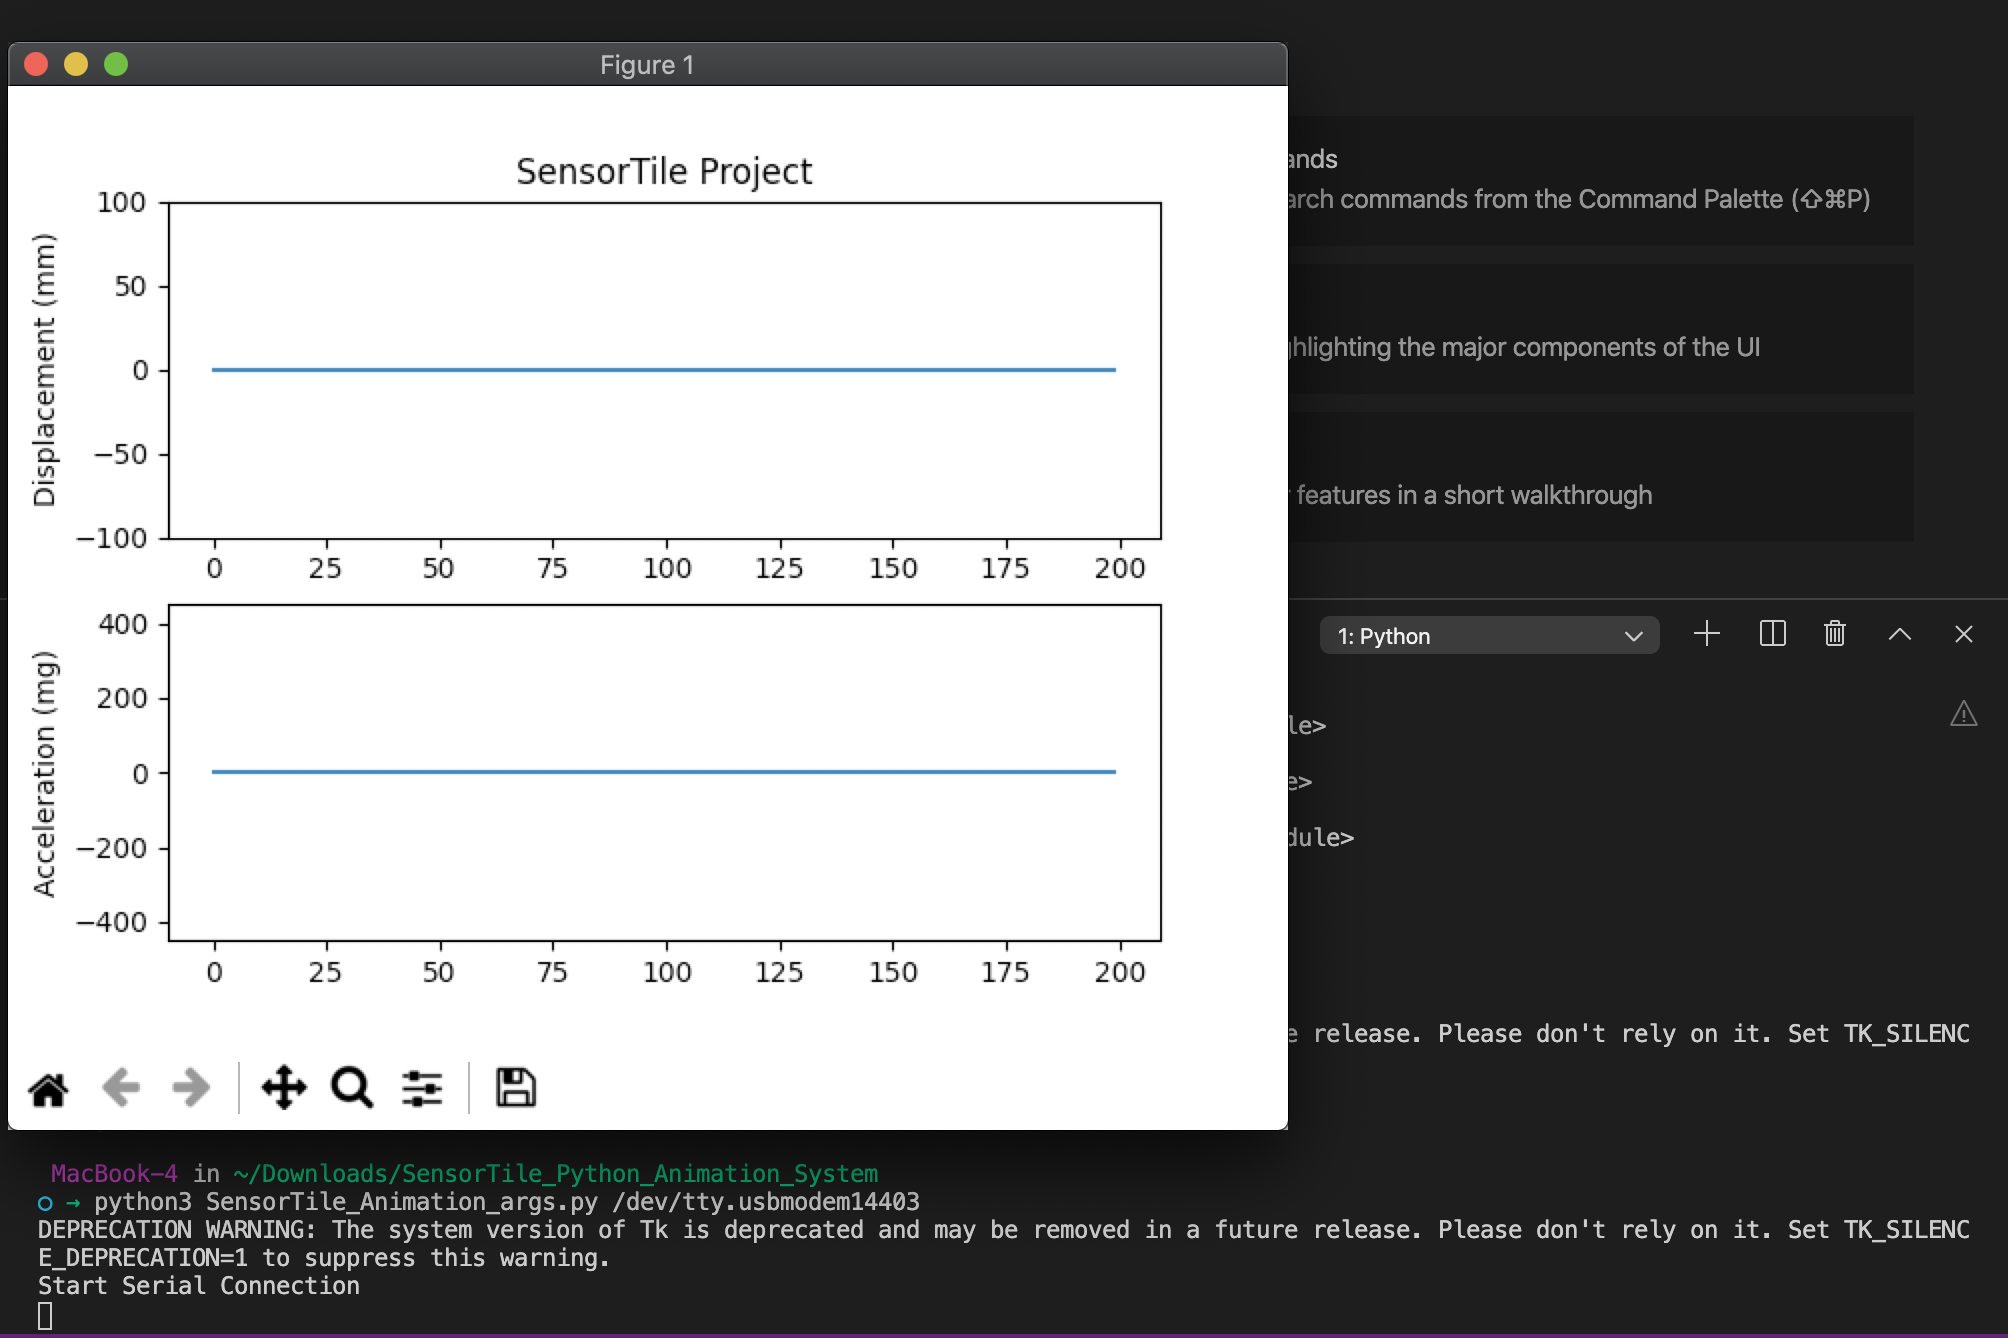 Figure 1
SensorTile Project
100
50
0
−50
−100
Displacement (mm)
0 25 50 75 100 125 150 175 200
400
200
0
−200
−400
Acceleration (mg)
0 25 50 75 100 125 150 175 200
ands
arch commands from the Command Palette (⇧⌘P)
ghlighting the major components of the UI
features in a short walkthrough
1: Python
le>
e>
dule>
e release. Please don't rely on it. Set TK_SILENC
MacBook-4 in ~/Downloads/SensorTile_Python_Animation_System
→ python3 SensorTile_Animation_args.py /dev/tty.usbmodem14403
DEPRECATION WARNING: The system version of Tk is deprecated and may be removed in a future release. Please don't rely on it. Set TK_SILENC
E_DEPRECATION=1 to suppress this warning.
Start Serial Connection